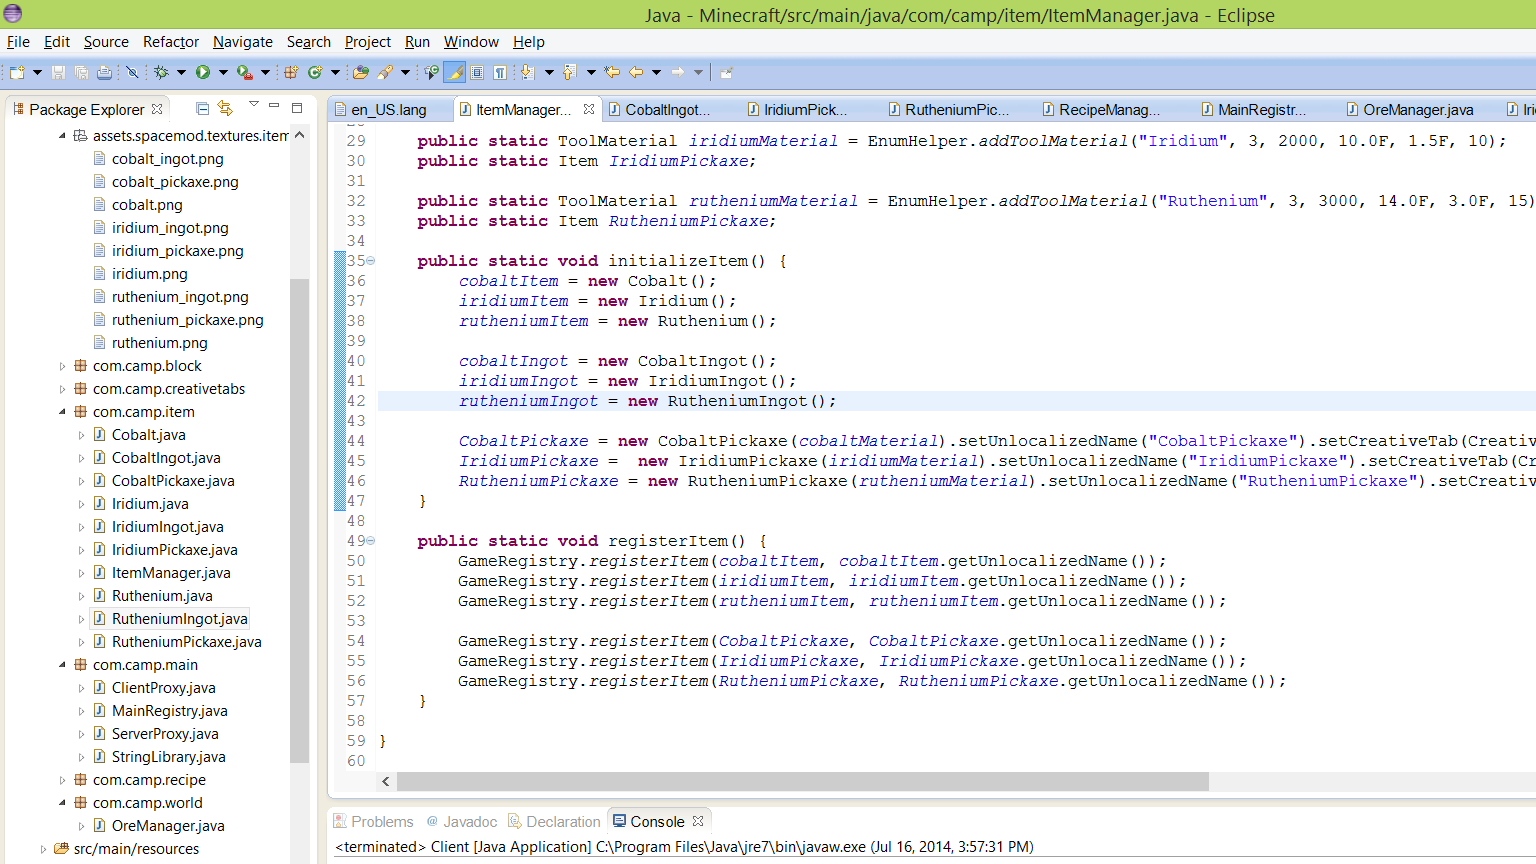 Java - Minecraft/src/main/java/com/camp/item/ItemManager.java - Eclipse
File Edit Source Refactor Navigate Search Project Run Window Help
Package Explorer
assets.spacemod.textures.item
cobalt_ingot.png
cobalt_pickaxe.png
cobalt.png
iridium_ingot.png
iridium_pickaxe.png
iridium.png
ruthenium_ingot.png
ruthenium_pickaxe.png
ruthenium.png
com.camp.block
com.camp.creativetabs
com.camp.item
Cobalt.java
CobaltIngot.java
CobaltPickaxe.java
Iridium.java
IridiumIngot.java
IridiumPickaxe.java
ItemManager.java
Ruthenium.java
RutheniumIngot.java
RutheniumPickaxe.java
com.camp.main
ClientProxy.java
MainRegistry.java
ServerProxy.java
StringLibrary.java
com.camp.recipe
com.camp.world
OreManager.java
src/main/resources
en_US.lang ItemManager... CobaltIngot... IridiumPick... RutheniumPic... RecipeManag... MainRegistr... OreManager.java
29 public static ToolMaterial iridiumMaterial = EnumHelper.addToolMaterial("Iridium", 3, 2000, 10.0F, 1.5F, 10);
30 public static Item IridiumPickaxe;
31
32 public static ToolMaterial rutheniumMaterial = EnumHelper.addToolMaterial("Ruthenium", 3, 3000, 14.0F, 3.0F, 15)
33 public static Item RutheniumPickaxe;
34
35 public static void initializeItem() {
36 cobaltItem = new Cobalt();
37 iridiumItem = new Iridium();
38 rutheniumItem = new Ruthenium();
39
40 cobaltIngot = new CobaltIngot();
41 iridiumIngot = new IridiumIngot();
42 rutheniumIngot = new RutheniumIngot();
43
44 CobaltPickaxe = new CobaltPickaxe(cobaltMaterial).setUnlocalizedName("CobaltPickaxe").setCreativeTab(Creativ
45 IridiumPickaxe =  new IridiumPickaxe(iridiumMaterial).setUnlocalizedName("IridiumPickaxe").setCreativeTab(Cr
46 RutheniumPickaxe = new RutheniumPickaxe(rutheniumMaterial).setUnlocalizedName("RutheniumPickaxe").setCreativ
47 }
48
49 public static void registerItem() {
50 GameRegistry.registerItem(cobaltItem, cobaltItem.getUnlocalizedName());
51 GameRegistry.registerItem(iridiumItem, iridiumItem.getUnlocalizedName());
52 GameRegistry.registerItem(rutheniumItem, rutheniumItem.getUnlocalizedName());
53
54 GameRegistry.registerItem(CobaltPickaxe, CobaltPickaxe.getUnlocalizedName());
55 GameRegistry.registerItem(IridiumPickaxe, IridiumPickaxe.getUnlocalizedName());
56 GameRegistry.registerItem(RutheniumPickaxe, RutheniumPickaxe.getUnlocalizedName());
57 }
58
59 }
60
Problems @ Javadoc Declaration Console
<terminated> Client [Java Application] C:\Program Files\Java\jre7\bin\javaw.exe (Jul 16, 2014, 3:57:31 PM)